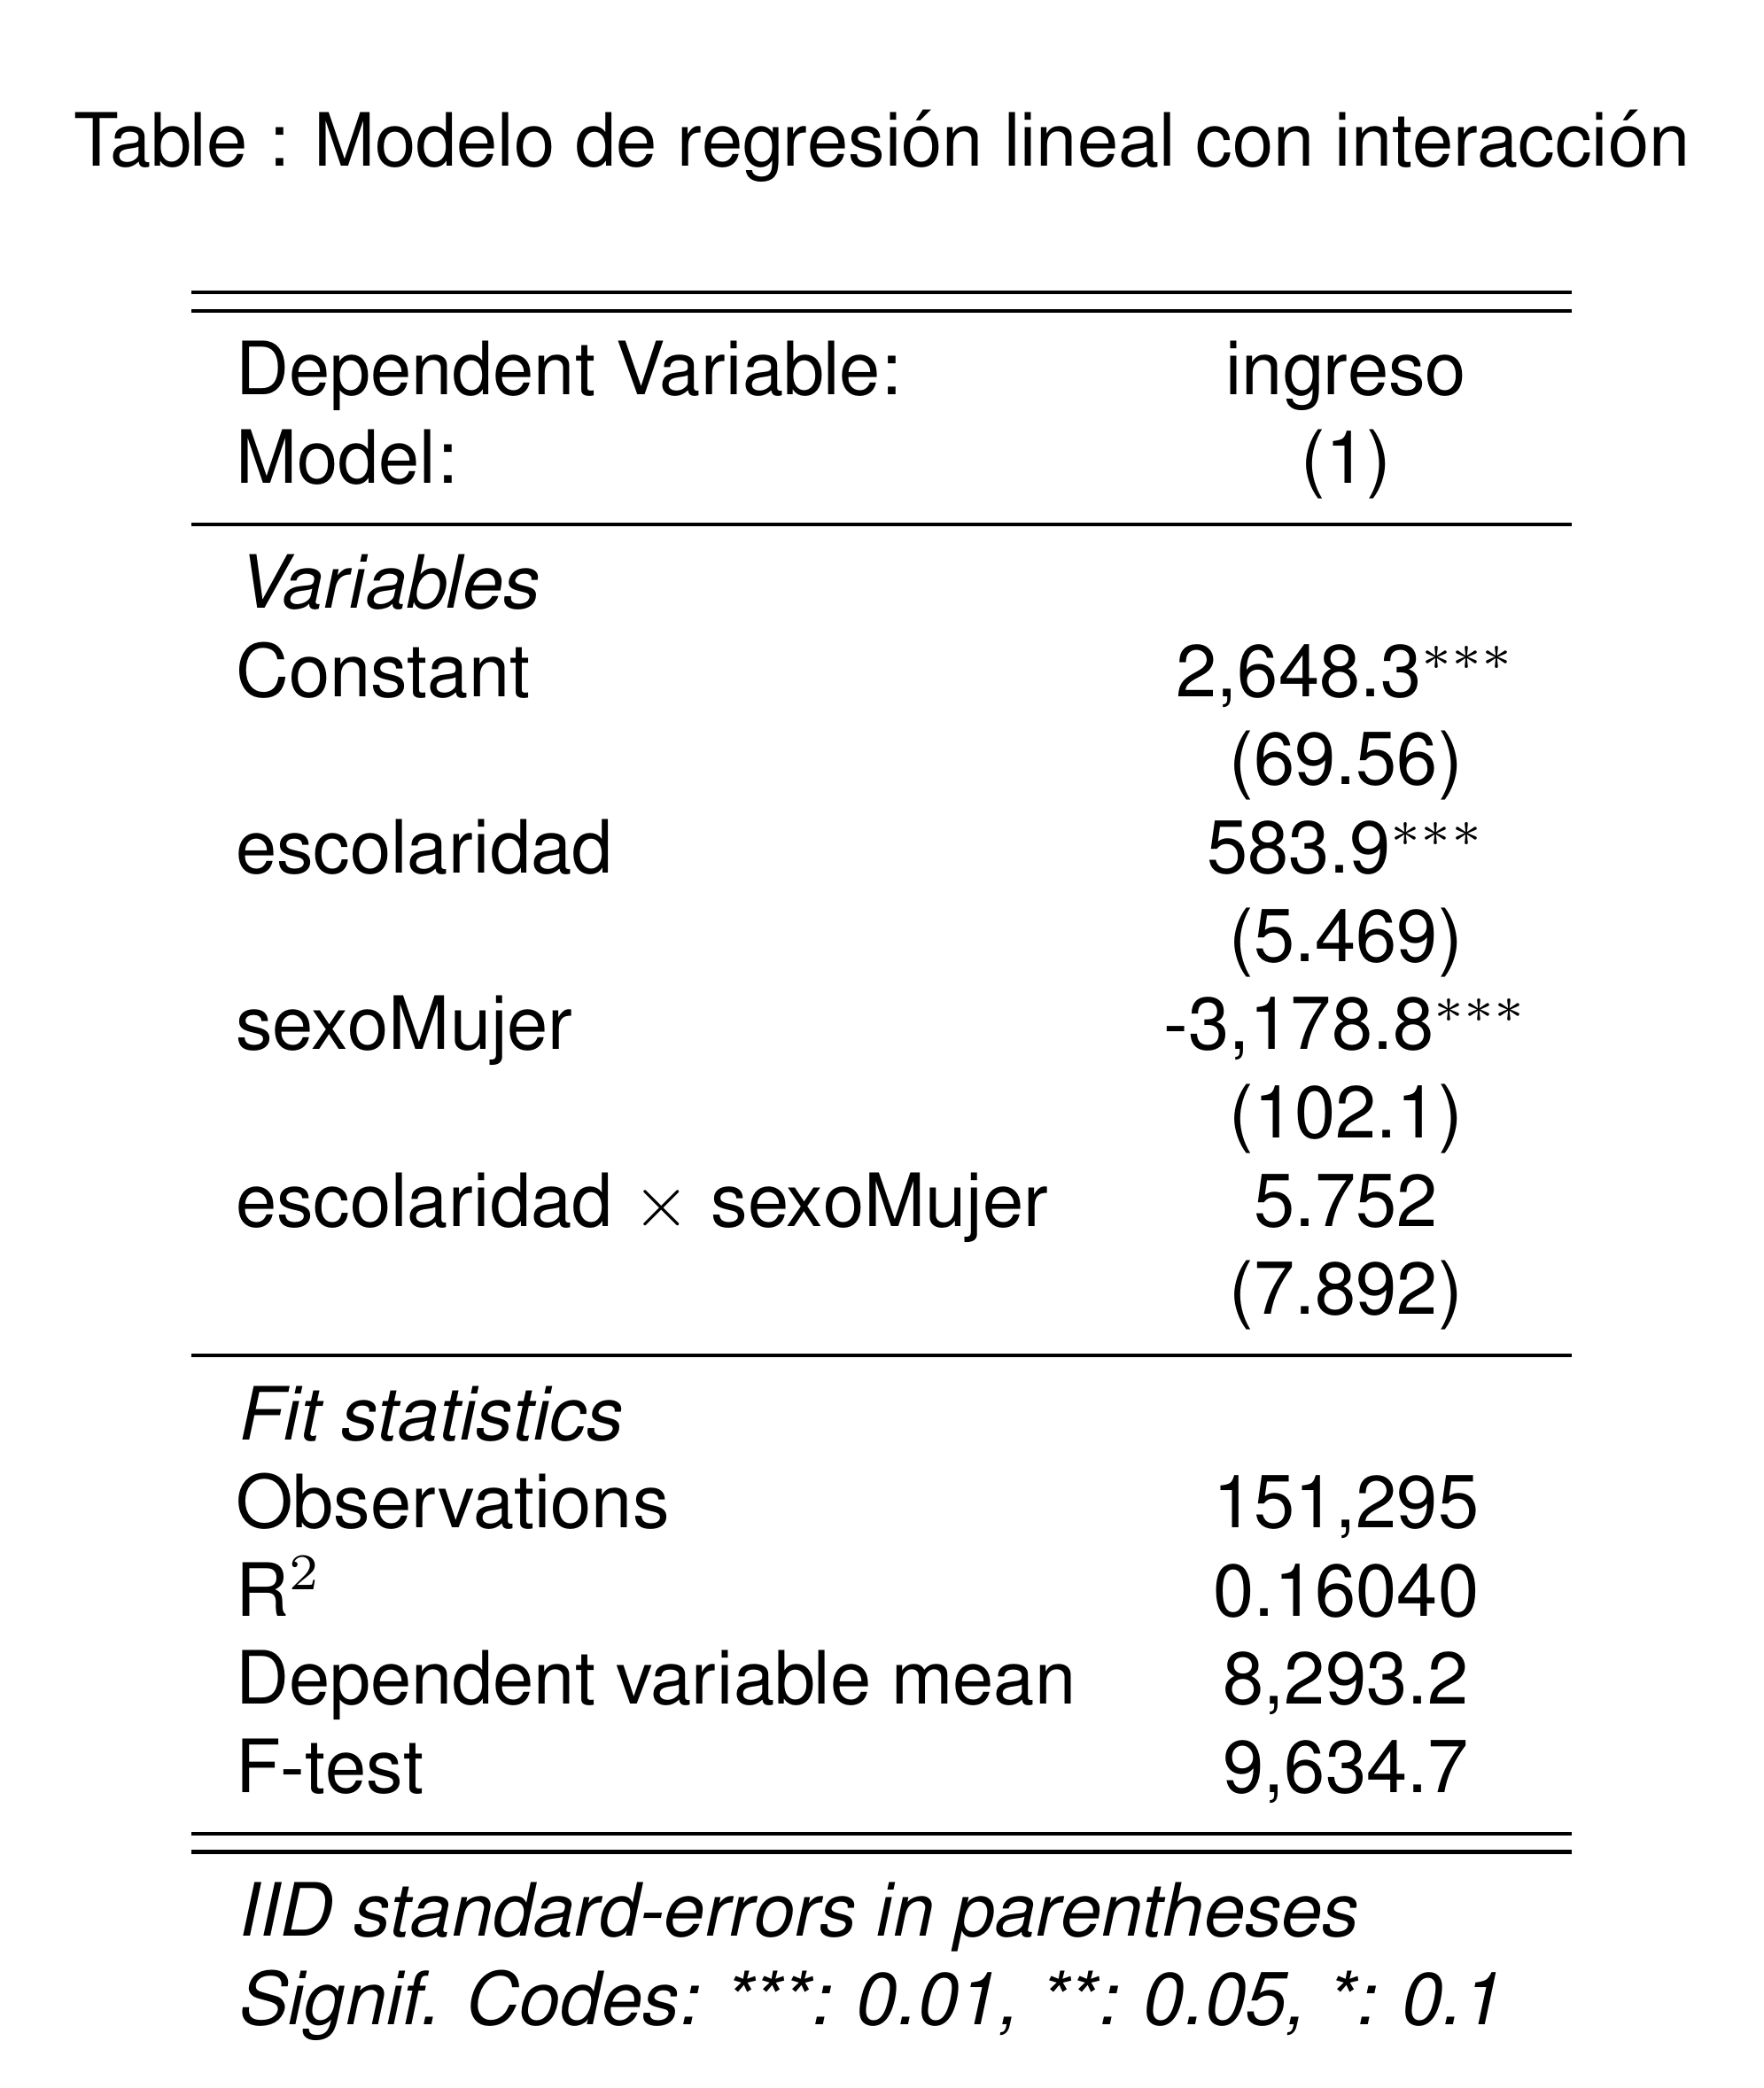 Table : Modelo de regresión lineal con interacción
Dependent Variable: ingreso
Model: (1)
Variables
Constant 2,648.3***
(69.56)
escolaridad 583.9***
(5.469)
sexoMujer -3,178.8***
(102.1)
escolaridad × sexoMujer 5.752
(7.892)
Fit statistics
Observations 151,295
R² 0.16040
Dependent variable mean 8,293.2
F-test 9,634.7
IID standard-errors in parentheses
Signif. Codes: ***: 0.01, **: 0.05, *: 0.1